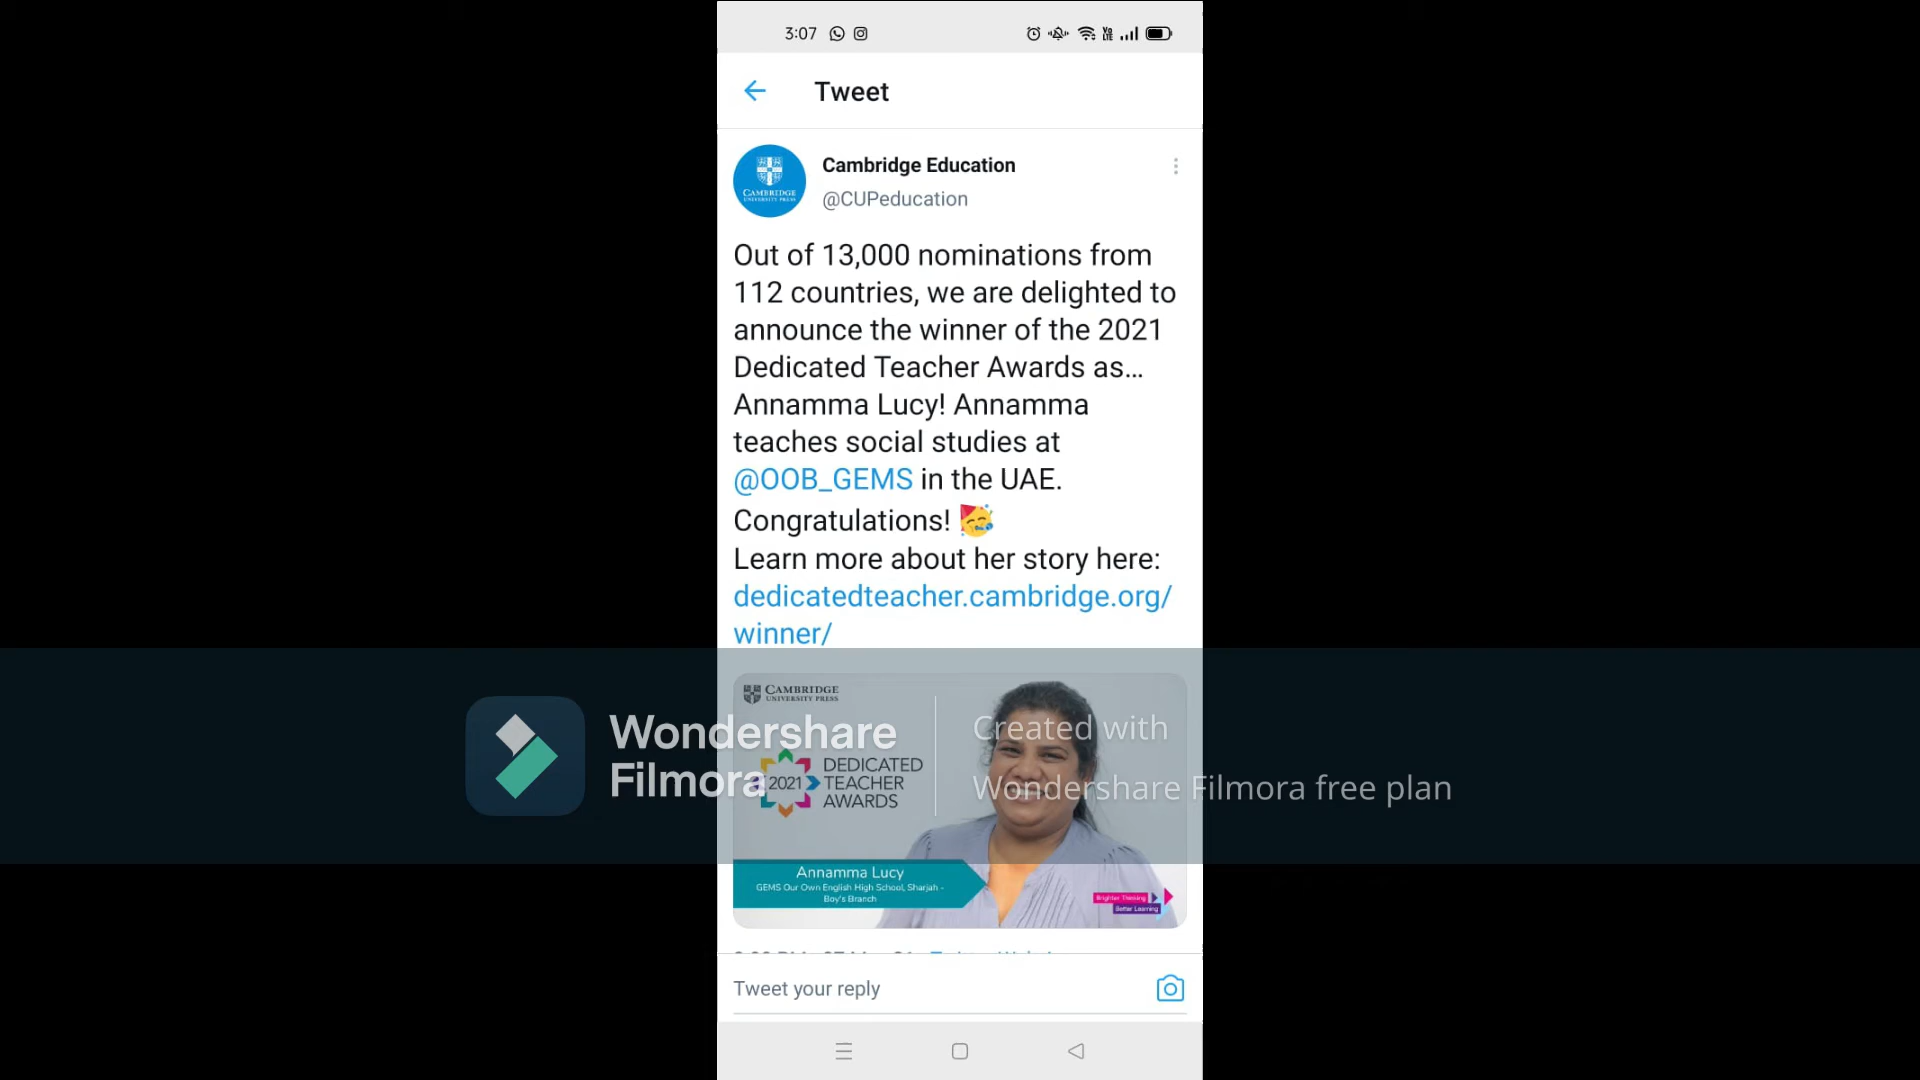 3:07
Tweet
Cambridge Education
@CUPeducation
Out of 13,000 nominations from
112 countries, we are delighted to
announce the winner of the 2021
Dedicated Teacher Awards as...
Annamma Lucy! Annamma
teaches social studies at
@OOB_GEMS in the UAE.
Congratulations!
Learn more about her story here:
dedicatedteacher.cambridge.org/
winner/
CAMBRIDGE
UNIVERSITY PRESS
2021
DEDICATED
TEACHER
AWARDS
Wondershare
Filmora
Created with
Wondershare Filmora free plan
Annamma Lucy
GEMS Our Own English High School, Sharjah -
Boy's Branch
Brighter Thinking
Better Learning
Tweet your reply